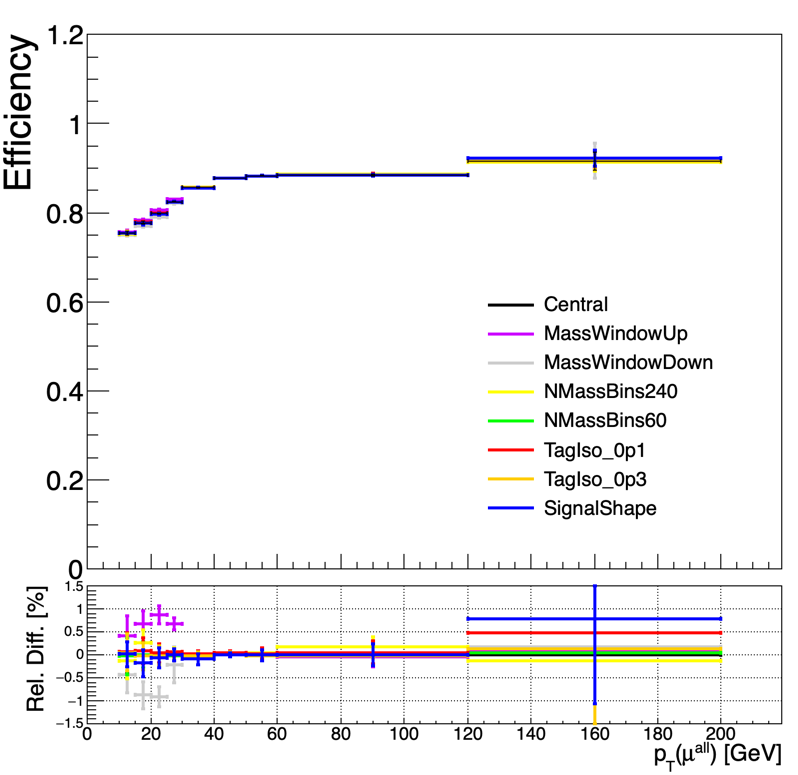 Efficiency
1.2
1
0.8
0.6
0.4
0.2
0
Central
MassWindowUp
MassWindowDown
NMassBins240
NMassBins60
TagIso_0p1
TagIso_0p3
SignalShape
Rel. Diff. [%]
1.5
1
0.5
0
−0.5
−1
−1.5
0 20 40 60 80 100 120 140 160 180 200
p_T(μ^all) [GeV]